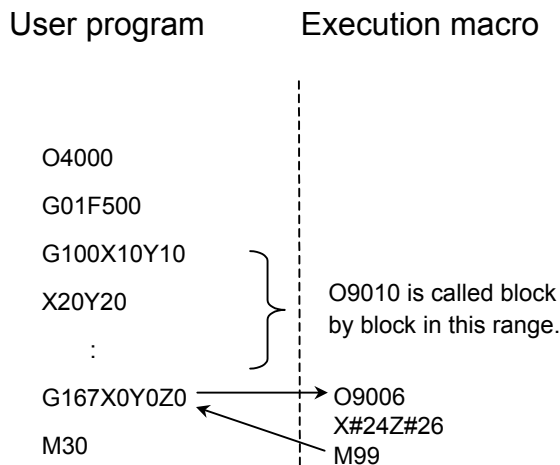 User program
Execution macro
O4000
G01F500
G100X10Y10
X20Y20
:
O9010 is called block
by block in this range.
G167X0Y0Z0
M30
O9006
X#24Z#26
M99